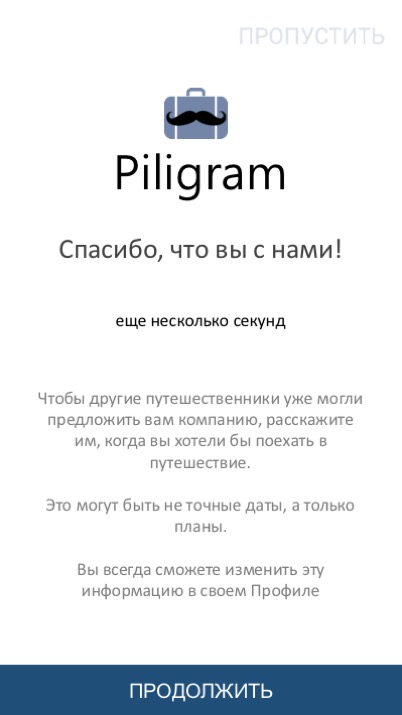 ПРОПУСТИТЬ
Piligram
Спасибо, что вы с нами!
еще несколько секунд
Чтобы другие путешественники уже могли
предложить вам компанию, расскажите
им, когда вы хотели бы поехать в
путешествие.
Это могут быть не точные даты, а только
планы.
Вы всегда сможете изменить эту
информацию в своем Профиле
ПРОДОЛЖИТЬ